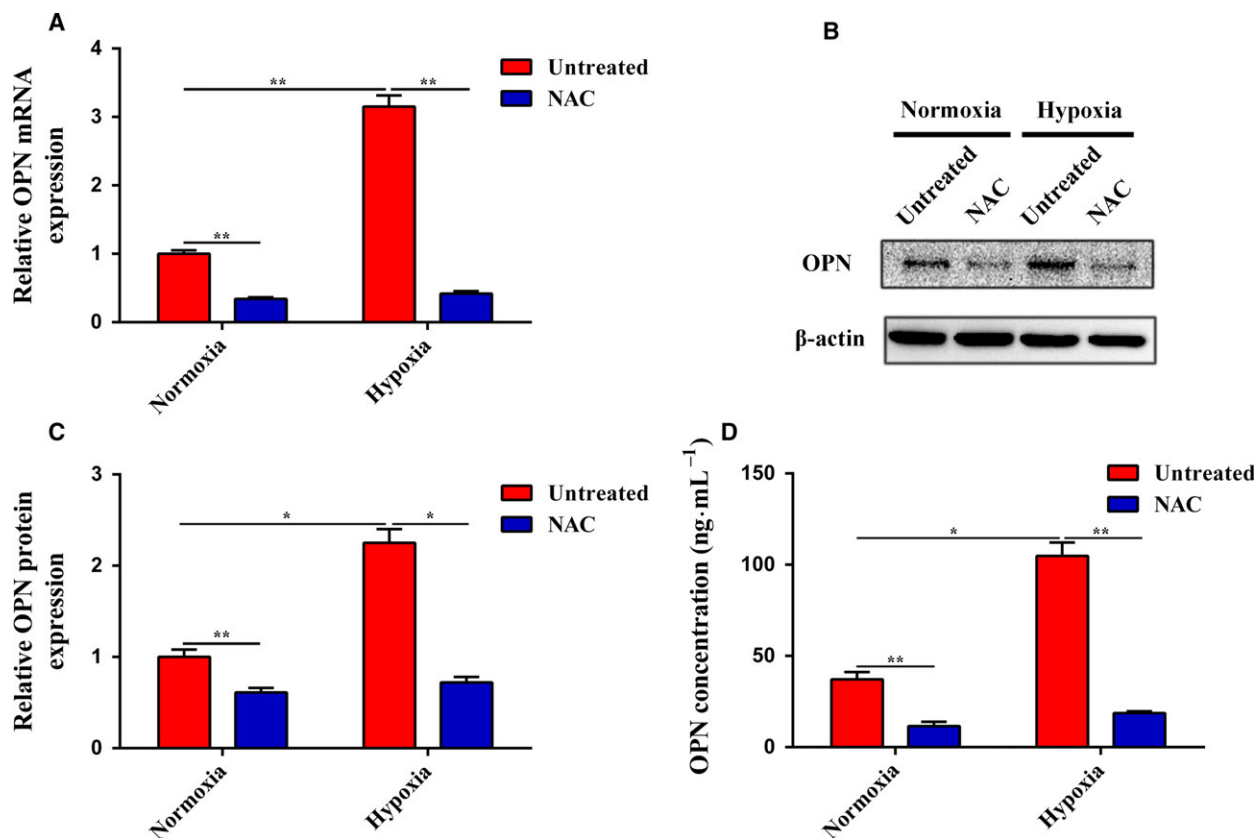 A
Relative OPN mRNA
expression
4
3
2
1
0
**
**
**
Untreated
NAC
Normoxia
Hypoxia
B
Normoxia Hypoxia
Untreated
NAC
Untreated
NAC
OPN
β-actin
C
Relative OPN protein
expression
3
2
1
0
**
*
*
Untreated
NAC
Normoxia
Hypoxia
D
OPN concentration (ng·mL⁻¹)
150
100
50
0
**
*
**
Untreated
NAC
Normoxia
Hypoxia